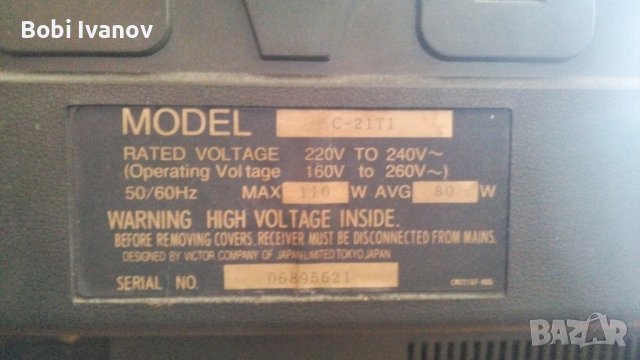 Bobi Ivanov
MODEL C-21T1
RATED VOLTAGE 220V TO 240V~
(Operating Voltage 160V to 260V~)
50/60Hz MAX 110 W AVG 80 W
WARNING HIGH VOLTAGE INSIDE.
BEFORE REMOVING COVERS. RECEIVER MUST BE DISCONNECTED FROM MAINS.
DESIGNED BY VICTOR COMPANY OF JAPAN, LIMITED TOKYO, JAPAN
SERIAL NO. 06895621
BAZAR